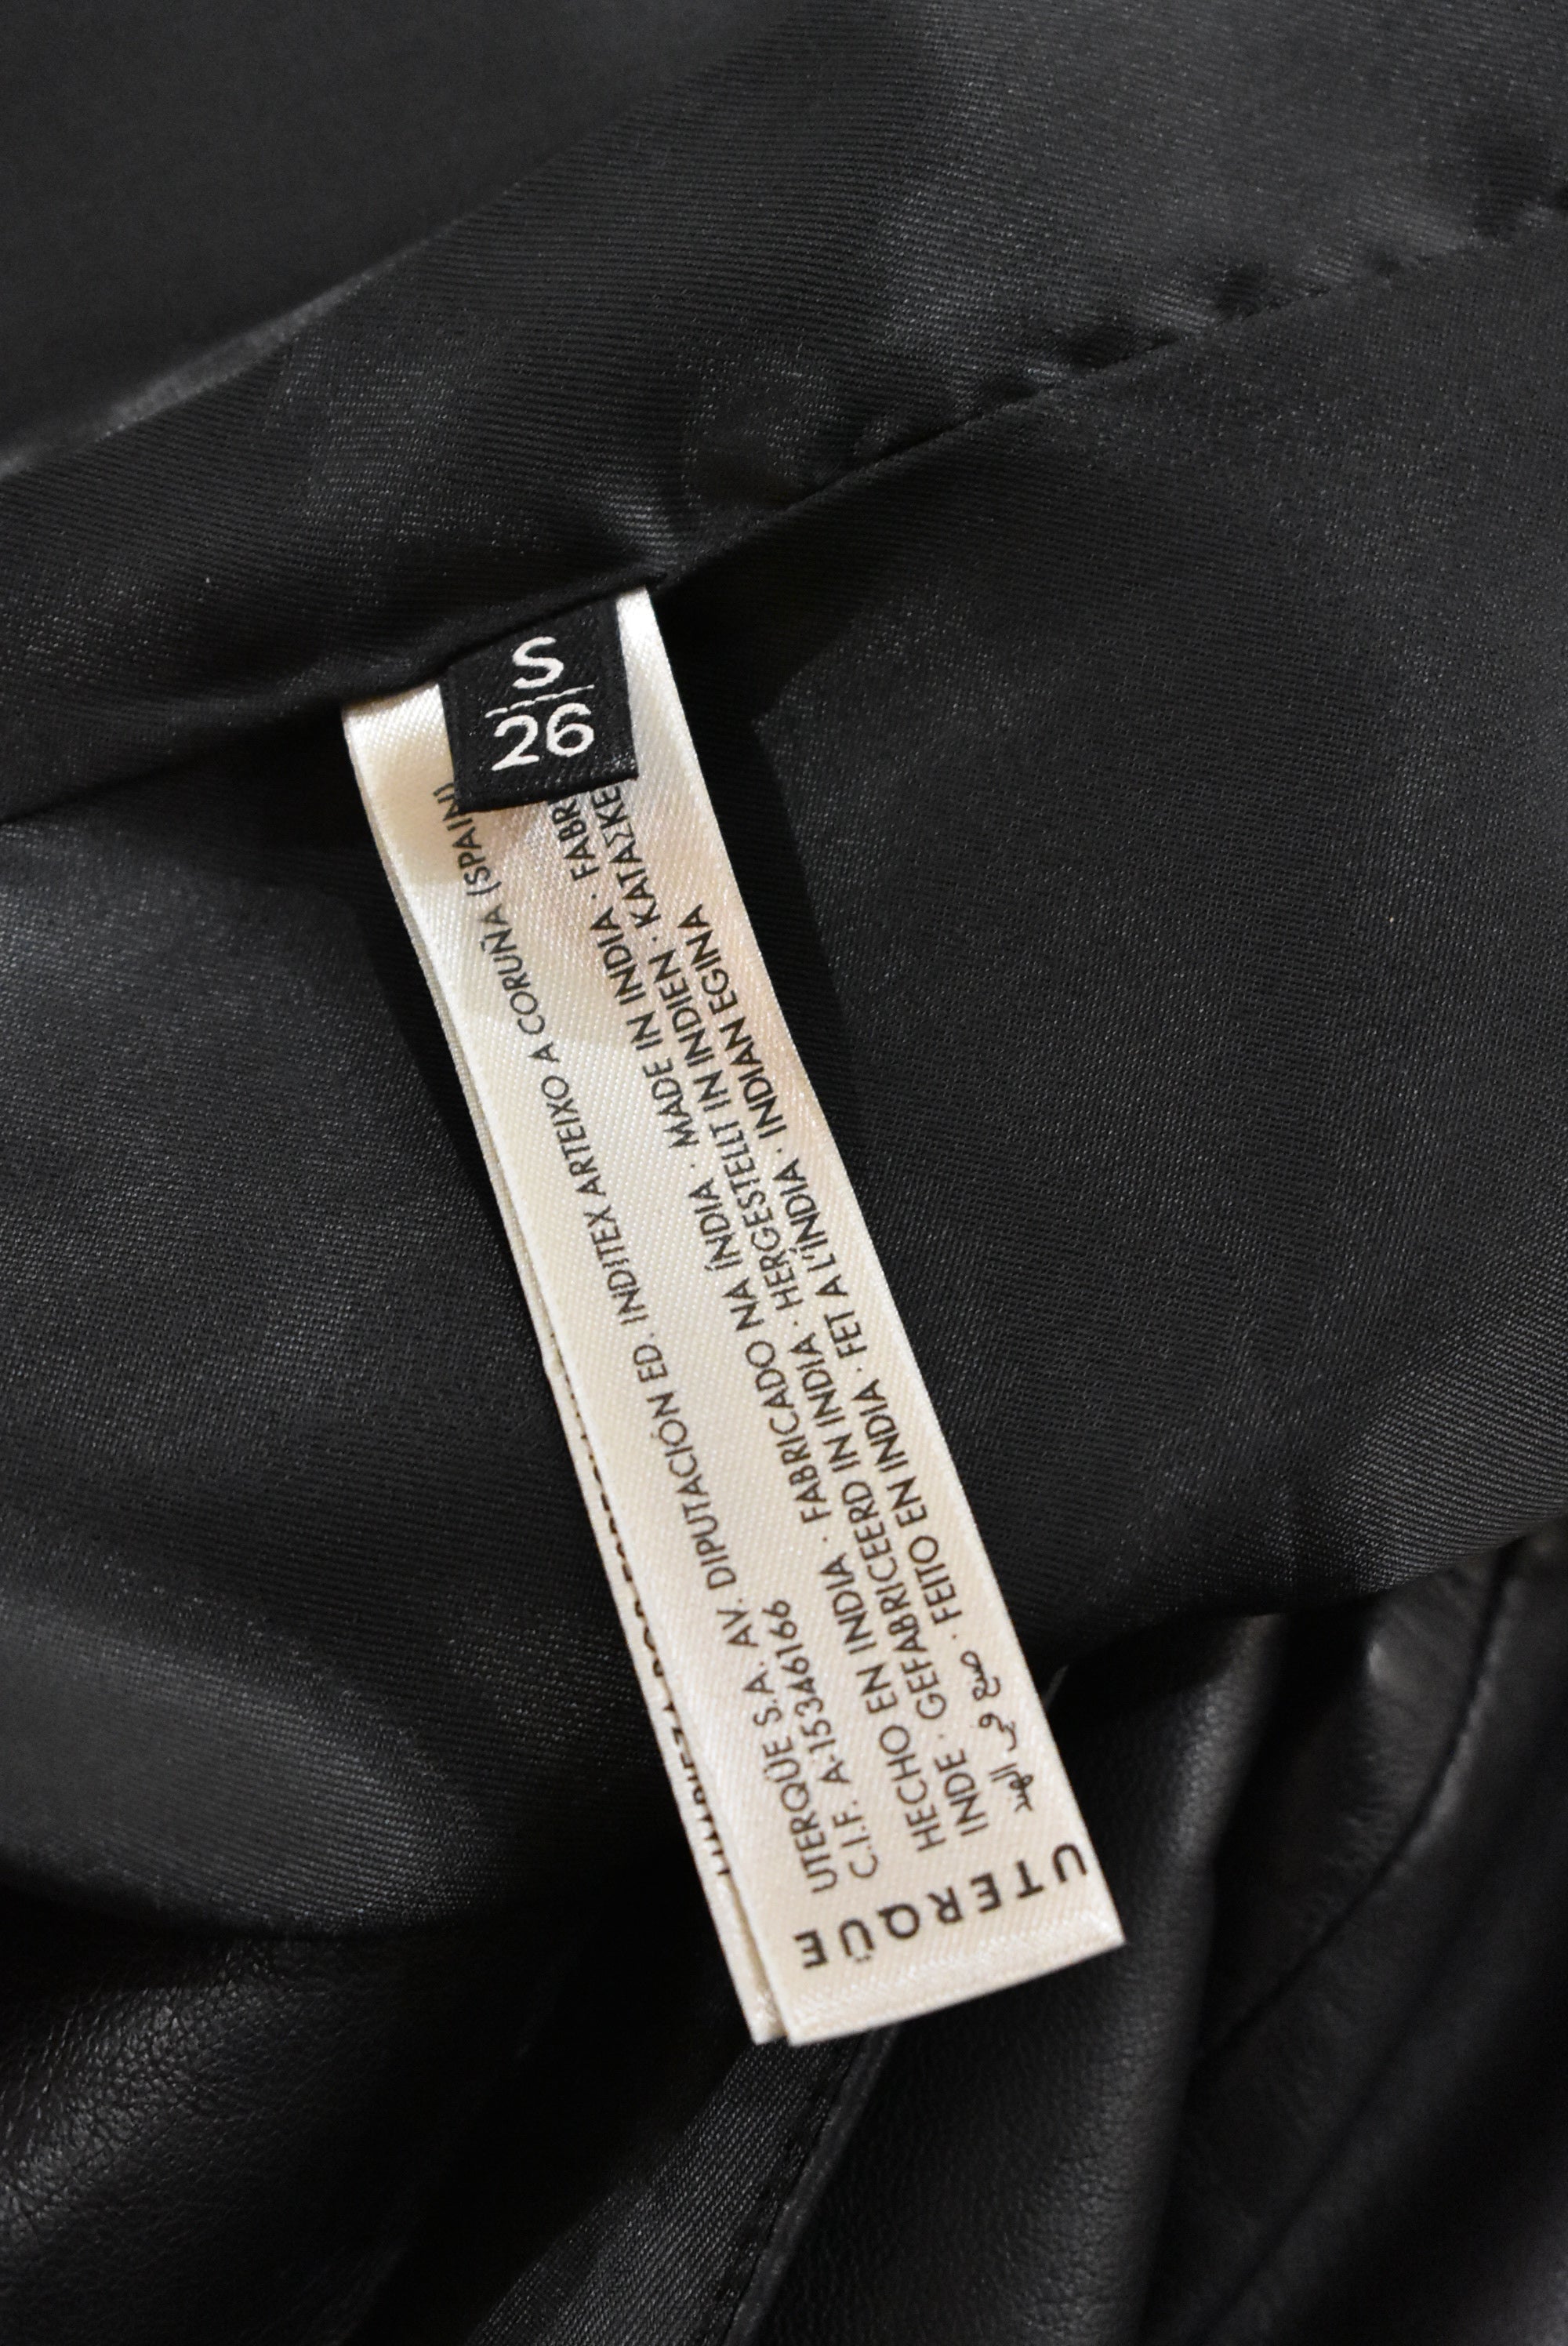 S
26
UTERQÜE
UTERQÜE S.A. AV. DIPUTACIÓN ED. INDITEX ARTEIXO A CORUÑA (SPAIN)
C.I.F. A-15346166
HECHO EN INDIA · FABRICADO NA ÍNDIA · MADE IN INDIA · FABR
INDE · GEFABRICEERD IN INDIA · HERGESTELLT IN INDIEN · ΚΑΤΑΣΚΕ
صنع في الهند · FEITO EN INDIA · FET A L'ÍNDIA · INDIAN EGINA